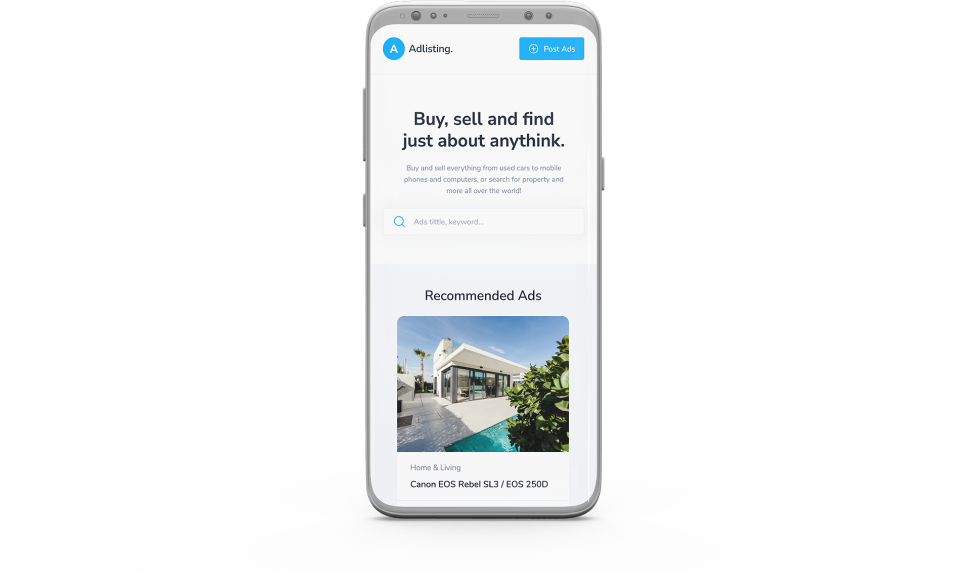 A Adlisting.
Post Ads
Buy, sell and find
just about anythink.
Buy and sell everything from used cars to mobile
phones and computers, or search for property and
more all over the world!
Ads tittle, keyword...
Recommended Ads
Home & Living
Canon EOS Rebel SL3 / EOS 250D